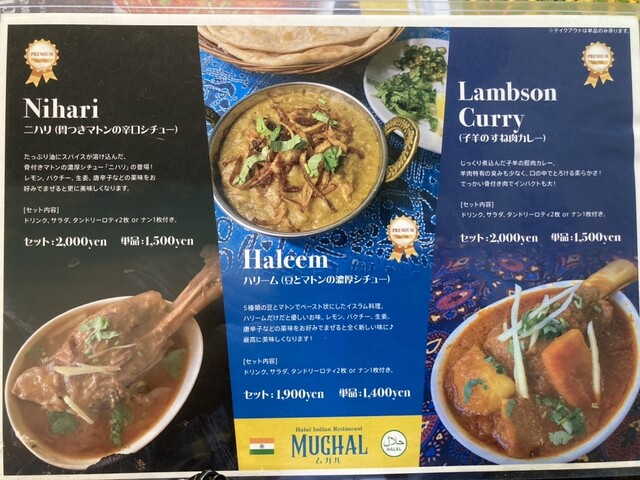 ※テイクアウトは単品のみ承ります。
PREMIUM
Nihari
ニハリ (骨つきマトンの辛口シチュー)
たっぷり油にスパイスが溶け込んだ、
骨付きマトンの濃厚シチュー「ニハリ」の登場!
レモン、パクチー、生姜、唐辛子などの薬味をお
好みでまぜると更に美味しくなります。
[セット内容]
ドリンク、サラダ、タンドリーロティ2枚 or ナン1枚付き。
セット:2,000yen 単品:1,500yen
PREMIUM
Haleem
ハリーム (豆とマトンの濃厚シチュー)
5種類の豆とマトンでペースト状にしたイスラム料理。
ハリームだけだと優しいお味、レモン、パクチー、生姜、
唐辛子などの薬味をお好みでまぜると全く新しい味に♪
最高に美味しくなります!
[セット内容]
ドリンク、サラダ、タンドリーロティ2枚 or ナン1枚付き。
セット:1,900yen 単品:1,400yen
Halal Indian Restaurant
MUGHAL
ムガル
حلال
HALAL
PREMIUM
Lambson
Curry
(子羊のすね肉カレー)
じっくり煮込んだ子羊の脛肉カレー。
羊肉特有の臭みも少なく、口の中でとろける柔らかさ!
でっかい骨付き肉でインパクト大!
[セット内容]
ドリンク、サラダ、タンドリーロティ2枚 or ナン1枚付き。
セット:2,000yen 単品:1,500yen